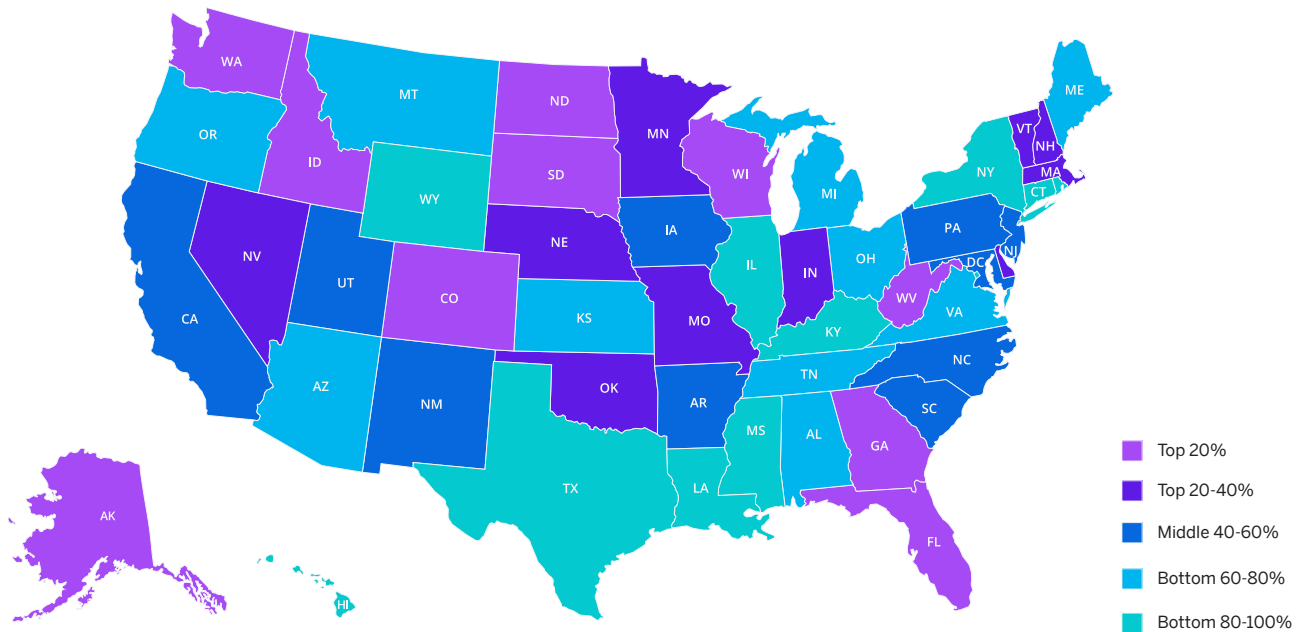 WA
MT
ND
ME
MN
OR
VT
NH
ID
SD
WI
NY
MA
WY
MI
CT
IA
PA
NE
NV
OH
NJ
IL
IN
DC
UT
CO
WV
CA
KS
MO
KY
VA
NC
TN
AZ
OK
NM
AR
SC
MS
AL
GA
TX
LA
AK
FL
HI
Top 20%
Top 20-40%
Middle 40-60%
Bottom 60-80%
Bottom 80-100%